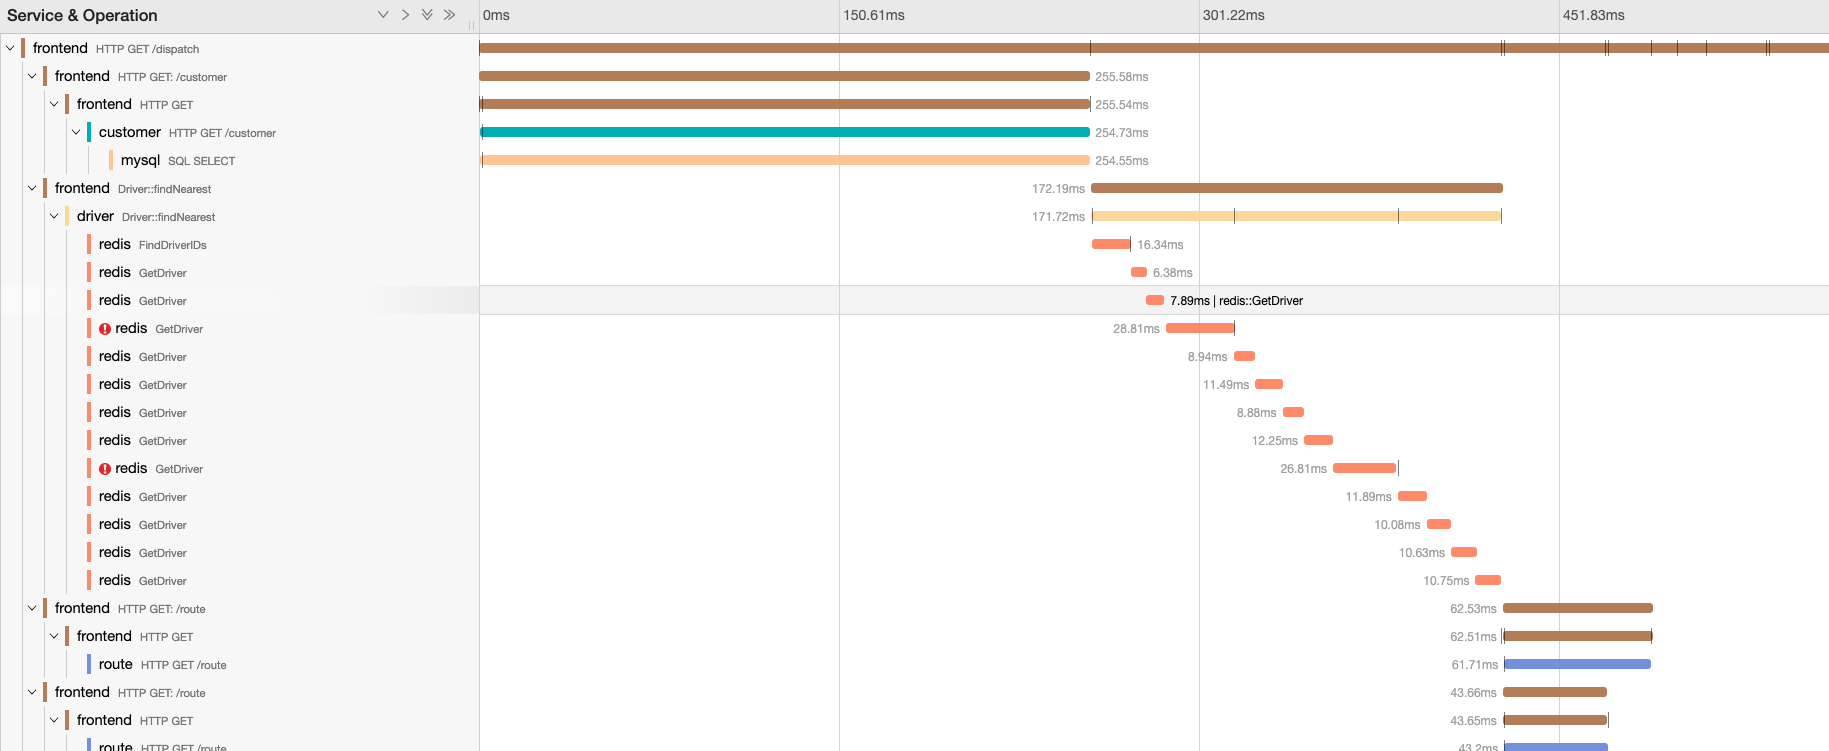 Service & Operation 0ms 150.61ms 301.22ms 451.83ms
frontend HTTP GET /dispatch
frontend HTTP GET: /customer 255.58ms
frontend HTTP GET 255.54ms
customer HTTP GET /customer 254.73ms
mysql SQL SELECT 254.55ms
frontend Driver::findNearest 172.19ms
driver Driver::findNearest 171.72ms
redis FindDriverIDs 16.34ms
redis GetDriver 6.38ms
redis GetDriver 7.89ms | redis::GetDriver
redis GetDriver 28.81ms
redis GetDriver 8.94ms
redis GetDriver 11.49ms
redis GetDriver 8.88ms
redis GetDriver 12.25ms
redis GetDriver 26.81ms
redis GetDriver 11.89ms
redis GetDriver 10.08ms
redis GetDriver 10.63ms
redis GetDriver 10.75ms
frontend HTTP GET: /route 62.53ms
frontend HTTP GET 62.51ms
route HTTP GET /route 61.71ms
frontend HTTP GET: /route 43.66ms
frontend HTTP GET 43.65ms
route HTTP GET /route 43.2ms